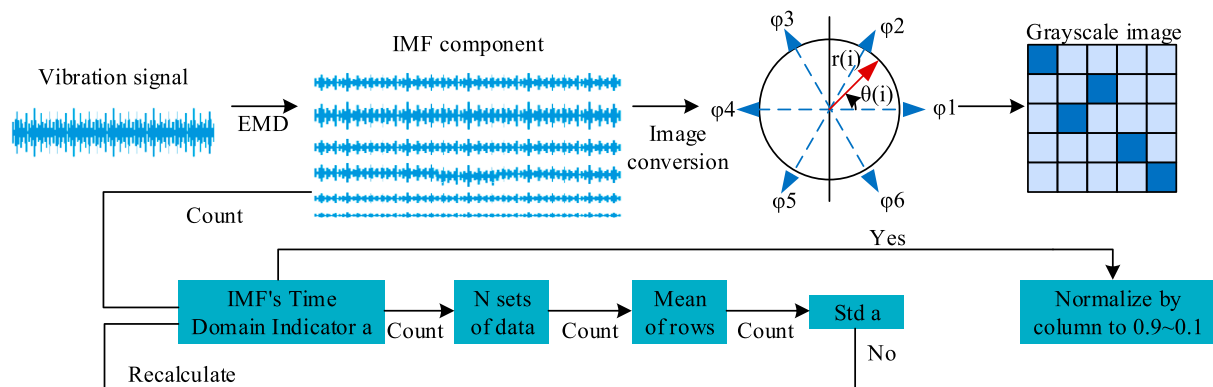 Vibration signal
EMD
IMF component
Image
conversion
φ3
φ2
r(i)
θ(i)
φ4
φ1
φ5
φ6
Grayscale image
Count
Yes
IMF's Time
Domain Indicator a
Count
N sets
of data
Count
Mean
of rows
Count
Std a
No
Normalize by
column to 0.9~0.1
Recalculate